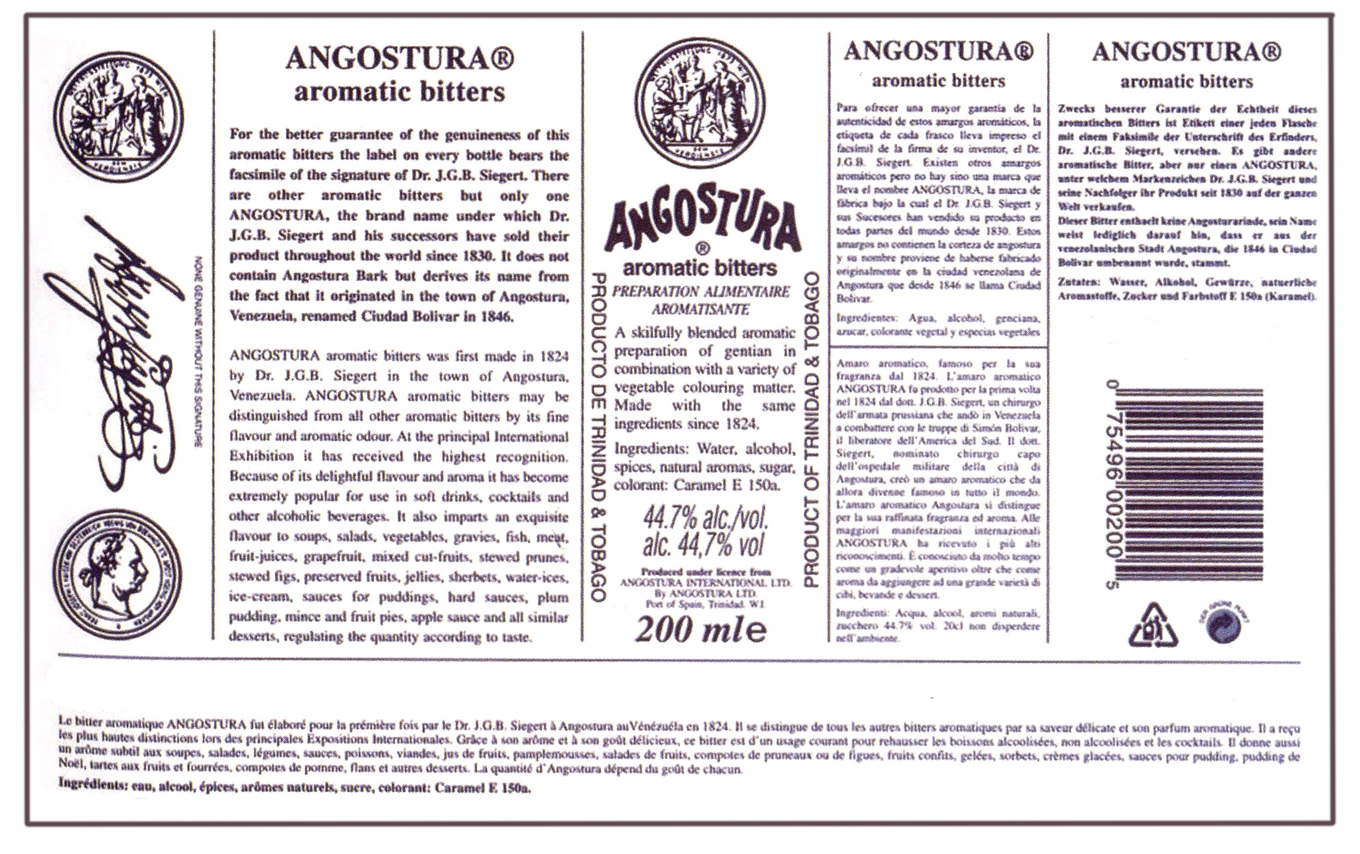 NONE GENUINE WITHOUT THIS SIGNATURE
ANGOSTURA®
aromatic bitters
For the better guarantee of the genuineness of this
aromatic bitters the label on every bottle bears the
facsimile of the signature of Dr. J.G.B. Siegert. There
are other aromatic bitters but only one
ANGOSTURA, the brand name under which Dr.
J.G.B. Siegert and his successors have sold their
product throughout the world since 1830. It does not
contain Angostura Bark but derives its name from
the fact that it originated in the town of Angostura,
Venezuela, renamed Ciudad Bolivar in 1846.
ANGOSTURA aromatic bitters was first made in 1824
by Dr. J.G.B. Siegert in the town of Angostura,
Venezuela. ANGOSTURA aromatic bitters may be
distinguished from all other aromatic bitters by its fine
flavour and aromatic odour. At the principal International
Exhibition it has received the highest recognition.
Because of its delightful flavour and aroma it has become
extremely popular for use in soft drinks, cocktails and
other alcoholic beverages. It also imparts an exquisite
flavour to soups, salads, vegetables, gravies, fish, meat,
fruit-juices, grapefruit, mixed cut-fruits, stewed prunes,
stewed figs, preserved fruits, jellies, sherbets, water-ices,
ice-cream, sauces for puddings, hard sauces, plum
pudding, mince and fruit pies, apple sauce and all similar
desserts, regulating the quantity according to taste.
PRODUCTO DE TRINIDAD & TOBAGO
ANGOSTURA
®
aromatic bitters
PREPARATION ALIMENTAIRE
AROMATISANTE
A skilfully blended aromatic
preparation of gentian in
combination with a variety of
vegetable colouring matter.
Made with the same
ingredients since 1824.
Ingredients: Water, alcohol,
spices, natural aromas, sugar,
colorant: Caramel E 150a.
44.7% alc./vol.
alc. 44,7% vol
Produced under licence from
ANGOSTURA INTERNATIONAL LTD.
By ANGOSTURA LTD.
Port of Spain, Trinidad. W.I.
200 ml e
PRODUCT OF TRINIDAD & TOBAGO
ANGOSTURA®
aromatic bitters
Para ofrecer una mayor garantía de la
autenticidad de estos amargos aromáticos, la
etiqueta de cada frasco lleva impreso el
facsímil de la firma de su inventor, el Dr.
J.G.B. Siegert. Existen otros amargos
aromáticos pero no hay sino una marca que
lleva el nombre ANGOSTURA, la marca de
fábrica bajo la cual el Dr. J.G.B. Siegert y
sus Sucesores han vendido su producto en
todas partes del mundo desde 1830. Estos
amargos no contienen la corteza de angostura
y su nombre proviene de haberse fabricado
originalmente en la ciudad venezolana de
Angostura que desde 1846 se llama Ciudad
Bolivar.
Ingredientes: Agua, alcohol, genciana,
azucar, colorante vegetal y especias vegetales
Amaro aromatico, famoso per la sua
fragranza dal 1824. L'amaro aromatico
ANGOSTURA fu prodotto per la prima volta
nel 1824 dal dott. J.G.B. Siegert, un chirurgo
dell'armata prussiana che andò in Venezuela
a combattere con le truppe di Simón Bolivar,
il liberatore dell'America del Sud. Il dott.
Siegert, nominato chirurgo capo
dell'ospedale militare della città di
Angostura, creò un amaro aromatico che da
allora divenne famoso in tutto il mondo.
L'amaro aromatico Angostura si distingue
per la sua raffinata fragranza ed aroma. Alle
maggiori manifestazioni internazionali
ANGOSTURA ha ricevuto i più alti
riconoscimenti. È conosciuto da molto tempo
come un gradevole aperitivo oltre che come
aroma da aggiungere ad una grande varietà di
cibi, bevande e dessert.
Ingredienti: Acqua, alcool, aromi naturali,
zucchero 44.7% vol. 20cl non disperdere
nell'ambiente.
ANGOSTURA®
aromatic bitters
Zwecks besserer Garantie der Echtheit dieses
aromatischen Bitters ist Etikett einer jeden Flasche
mit einem Faksimile der Unterschrift des Erfinders,
Dr. J.G.B. Siegert, versehen. Es gibt andere
aromatische Bitter, aber nur einen ANGOSTURA,
unter welchem Markenzeichen Dr. J.G.B. Siegert und
seine Nachfolger ihr Produkt seit 1830 auf der ganzen
Welt verkaufen.
Dieser Bitter enthaelt keine Angosturarinde, sein Name
weist lediglich darauf hin, dass er aus der
venezolanischen Stadt Angostura, die 1846 in Ciudad
Bolivar umbenannt wurde, stammt.
Zutaten: Wasser, Alkohol, Gewürze, natuerliche
Aromastoffe, Zucker und Farbstoff E 150a (Karamel).
0 75496 00200 5
DER GRÜNE PUNKT
Le bitter aromatique ANGOSTURA fut élaboré pour la prémière fois par le Dr. J.G.B. Siegert à Angostura auVénézuéla en 1824. Il se distingue de tous les autres bitters aromatiques par sa saveur délicate et son parfum aromatique. Il a reçu
les plus hautes distinctions lors des principales Expositions Internationales. Grâce à son arôme et à son goût délicieux, ce bitter est d'un usage courant pour rehausser les boissons alcoolisées, non alcoolisées et les cocktails. Il donne aussi
un arôme subtil aux soupes, salades, légumes, sauces, poissons, viandes, jus de fruits, pamplemousses, salades de fruits, compotes de pruneaux ou de figues, fruits confits, gelées, sorbets, crèmes glacées, sauces pour pudding, pudding de
Noël, tartes aux fruits et fourrées, compotes de pomme, flans et autres desserts. La quantité d'Angostura dépend du goût de chacun.
Ingrédients: eau, alcool, épices, arômes naturels, sucre, colorant: Caramel E 150a.